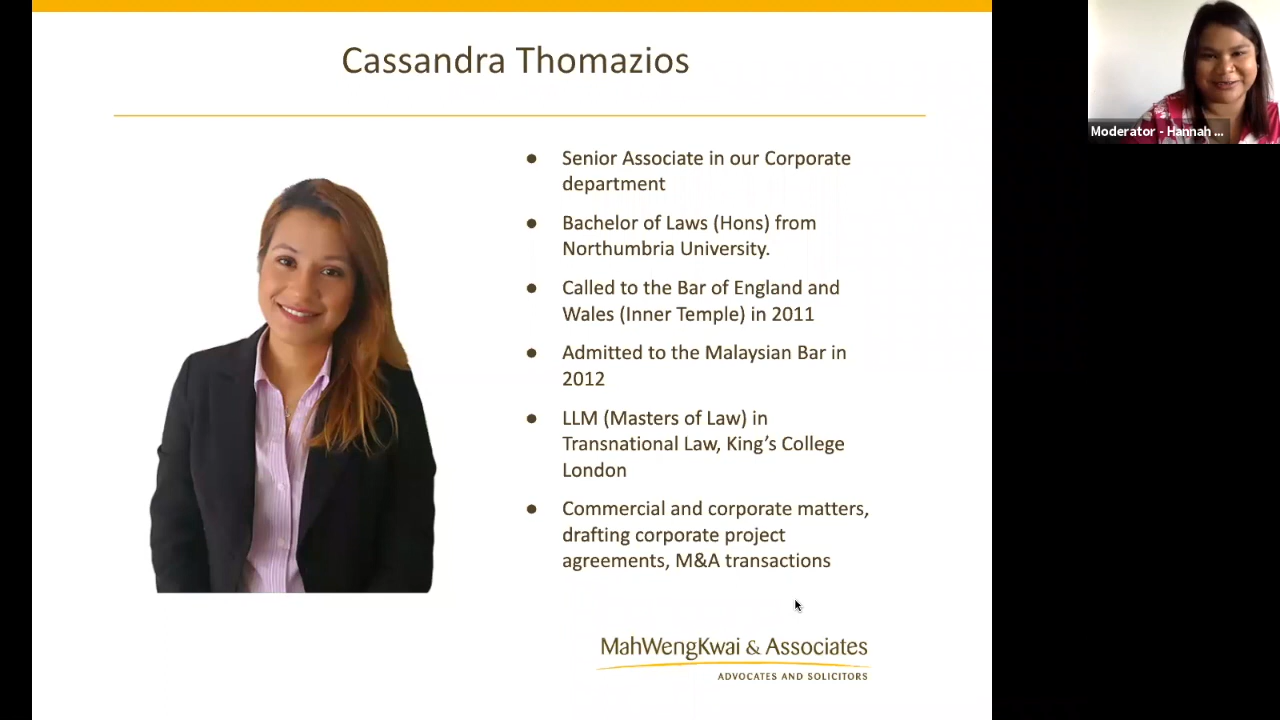 Cassandra Thomazios
● Senior Associate in our Corporate
department
● Bachelor of Laws (Hons) from
Northumbria University.
● Called to the Bar of England and
Wales (Inner Temple) in 2011
● Admitted to the Malaysian Bar in
2012
● LLM (Masters of Law) in
Transnational Law, King's College
London
● Commercial and corporate matters,
drafting corporate project
agreements, M&A transactions
MahWengKwai & Associates
ADVOCATES AND SOLICITORS
Moderator - Hannah ...